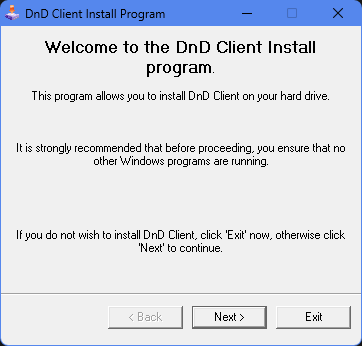 DnD Client Install Program
Welcome to the DnD Client Install
program.
This program allows you to install DnD Client on your hard drive.
It is strongly recommended that before proceeding, you ensure that no
other Windows programs are running.
If you do not wish to install DnD Client, click 'Exit' now, otherwise click
'Next' to continue.
< Back
Next >
Exit